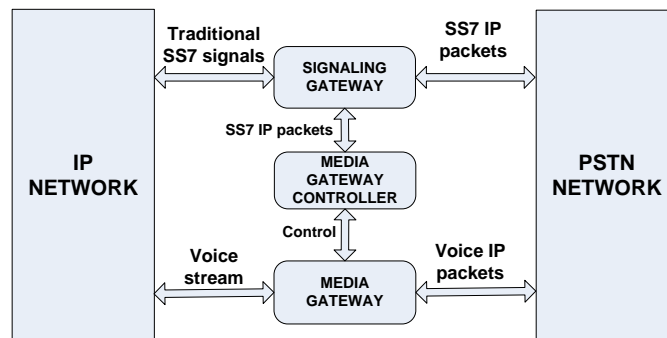 Traditional
SS7 signals
SS7 IP
packets
SIGNALING
GATEWAY
SS7 IP packets
IP
NETWORK
MEDIA
GATEWAY
CONTROLLER
PSTN
NETWORK
Control
Voice
stream
Voice IP
packets
MEDIA
GATEWAY